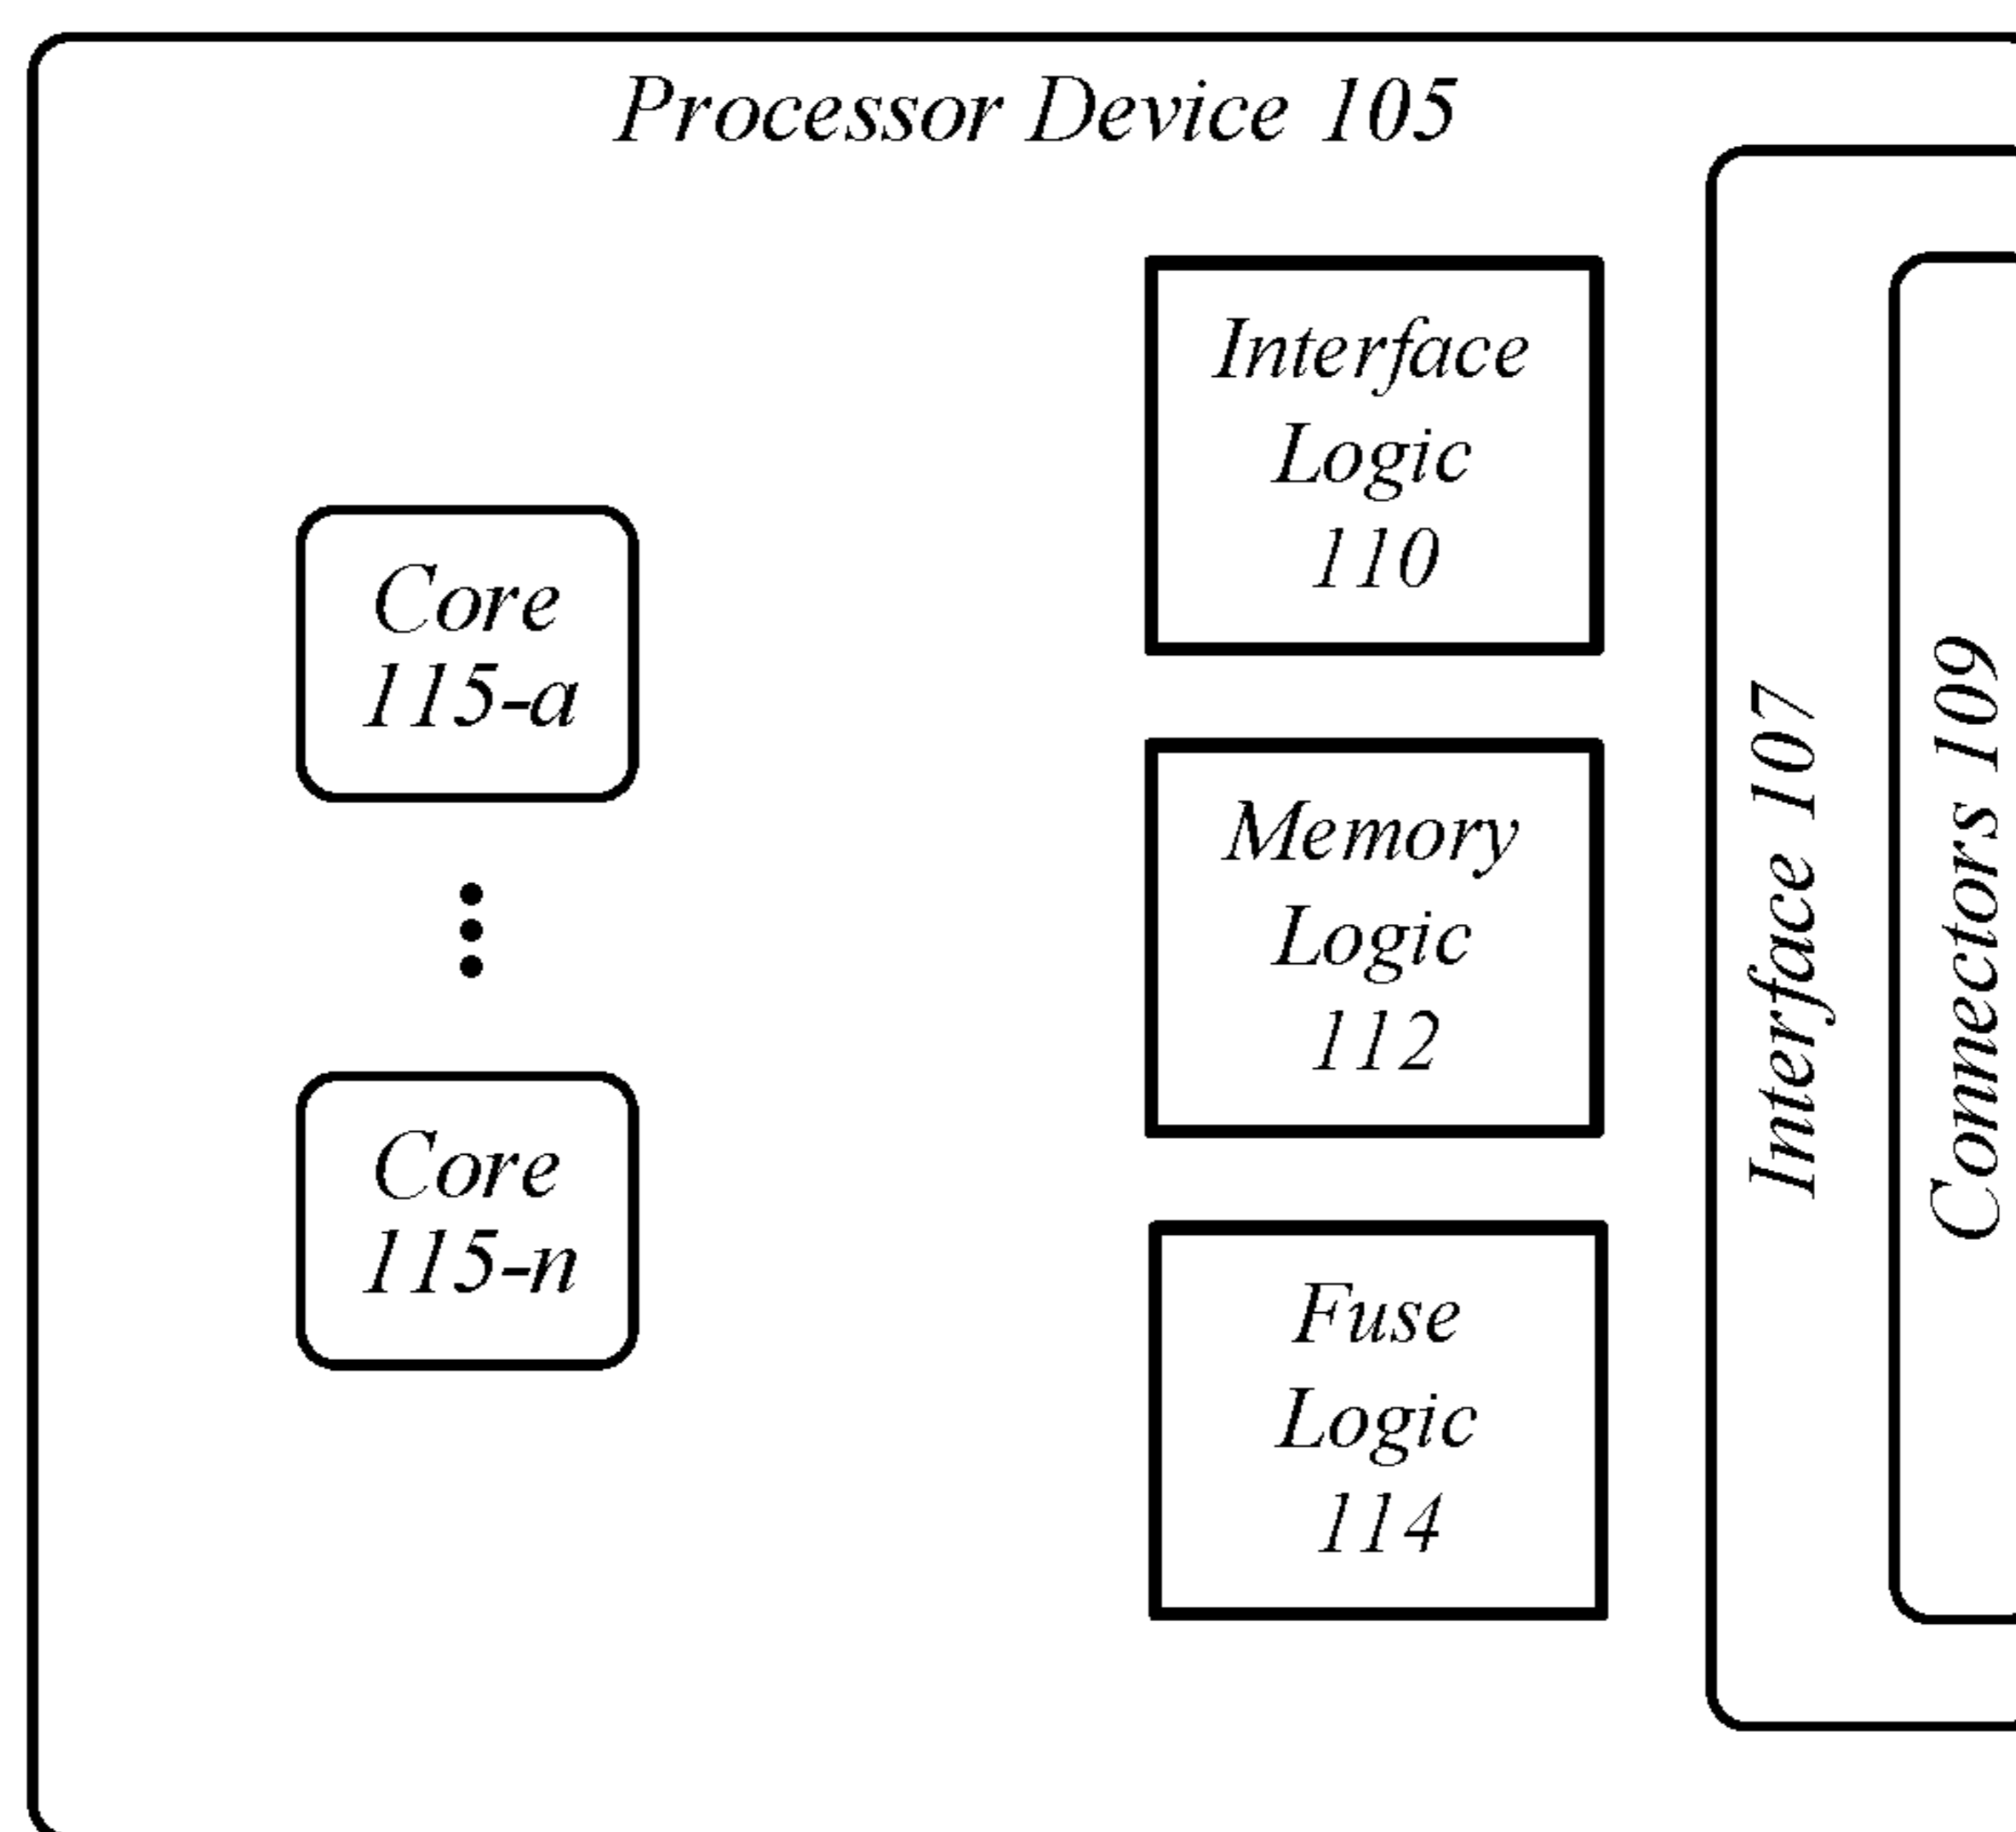 Processor Device 105
Interface
Logic
110
Core
115-a
Memory
Logic
112
Core
115-n
Fuse
Logic
114
Interface 107
Connectors 109